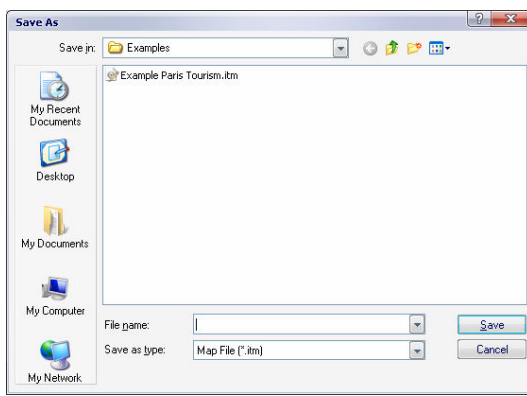 Save As
Save in:
Examples
Example Paris Tourism.itm
My Recent
Documents
Desktop
My Documents
My Computer
My Network
File name:
Save as type:
Map File (*.itm)
Save
Cancel